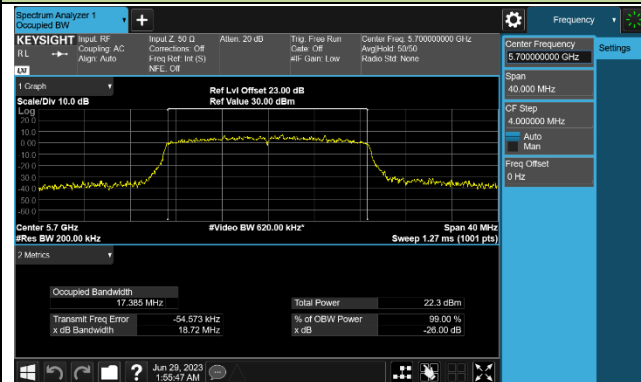 Spectrum Analyzer 1
Occupied BW
+
Frequency
KEYSIGHT
RL
LXI
Input: RF
Coupling: AC
Align: Auto
Input Z: 50 Ω
Corrections: Off
Freq Ref: Int (S)
NFE: Off
Atten: 20 dB
Trig: Free Run
Gate: Off
#IF Gain: Low
Center Freq: 5.700000000 GHz
Avg|Hold: 50/50
Radio Std: None
Center Frequency
5.700000000 GHz
Settings
Span
40.000 MHz
CF Step
4.000000 MHz
Auto
Man
Freq Offset
0 Hz
1 Graph
Scale/Div 10.0 dB
Ref Lvl Offset 23.00 dB
Ref Value 30.00 dBm
Log
20.0
10.0
0.00
-10.0
-20.0
-30.0
-40.0
-50.0
-60.0
Center 5.7 GHz
#Res BW 200.00 kHz
#Video BW 620.00 kHz*
Span 40 MHz
Sweep 1.27 ms (1001 pts)
2 Metrics
Occupied Bandwidth
17.385 MHz
Total Power 22.3 dBm
Transmit Freq Error -54.573 kHz
% of OBW Power 99.00 %
x dB Bandwidth 18.72 MHz
x dB -26.00 dB
?
Jun 29, 2023
1:55:47 AM